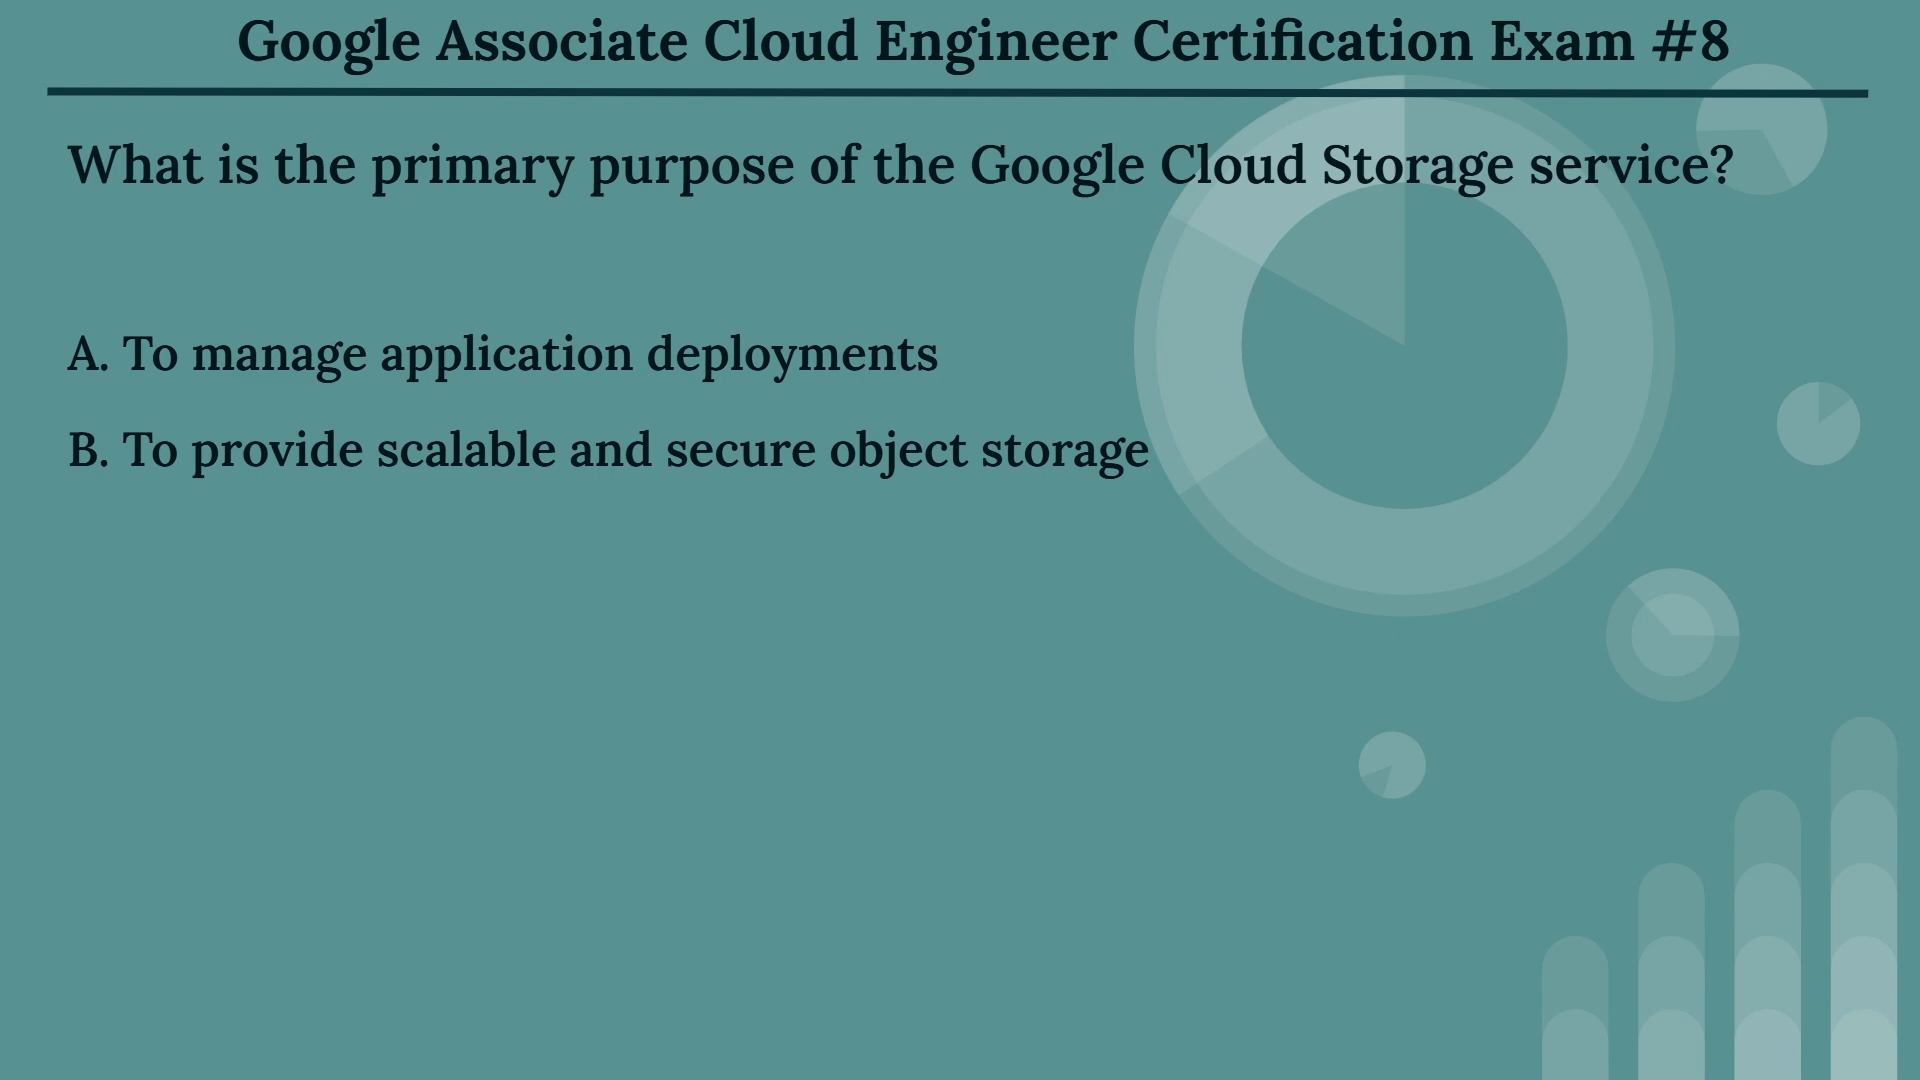 Google Associate Cloud Engineer Certification Exam #8
What is the primary purpose of the Google Cloud Storage service?
A. To manage application deployments
B. To provide scalable and secure object storage